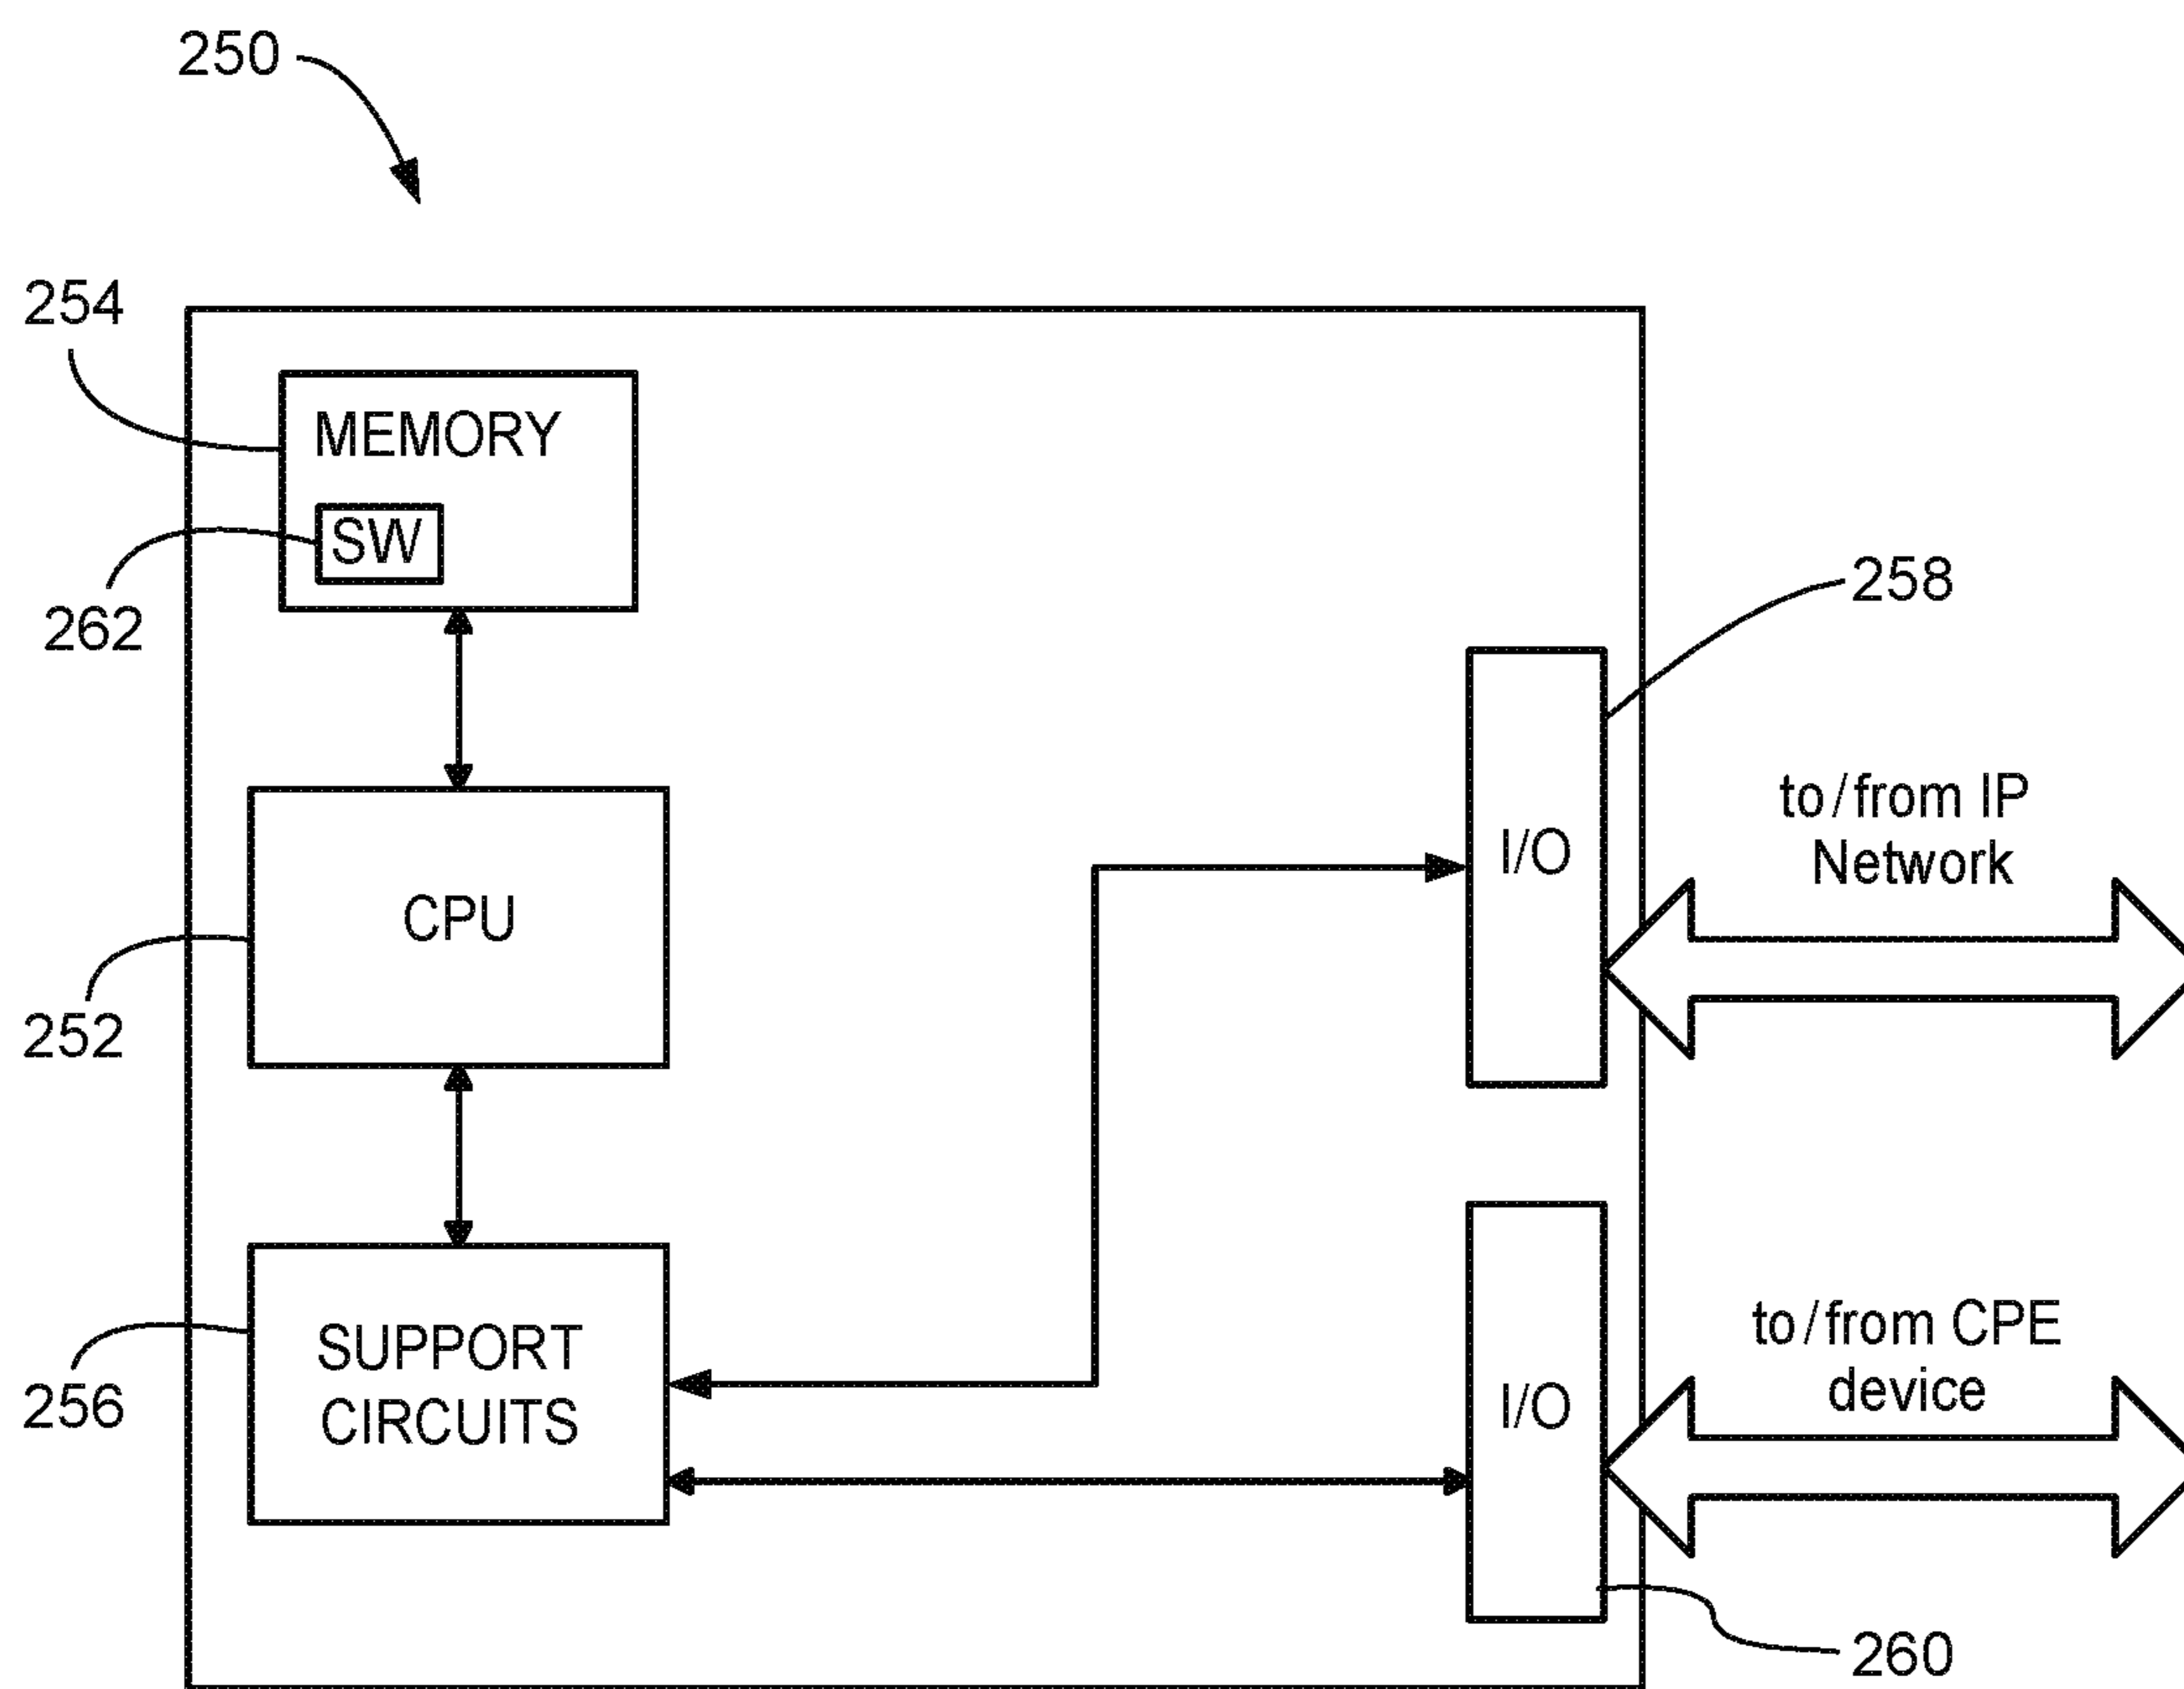 250
254
MEMORY
SW
262
258
to/from IP
Network
I/O
CPU
252
to/from CPE
device
I/O
SUPPORT
CIRCUITS
256
260